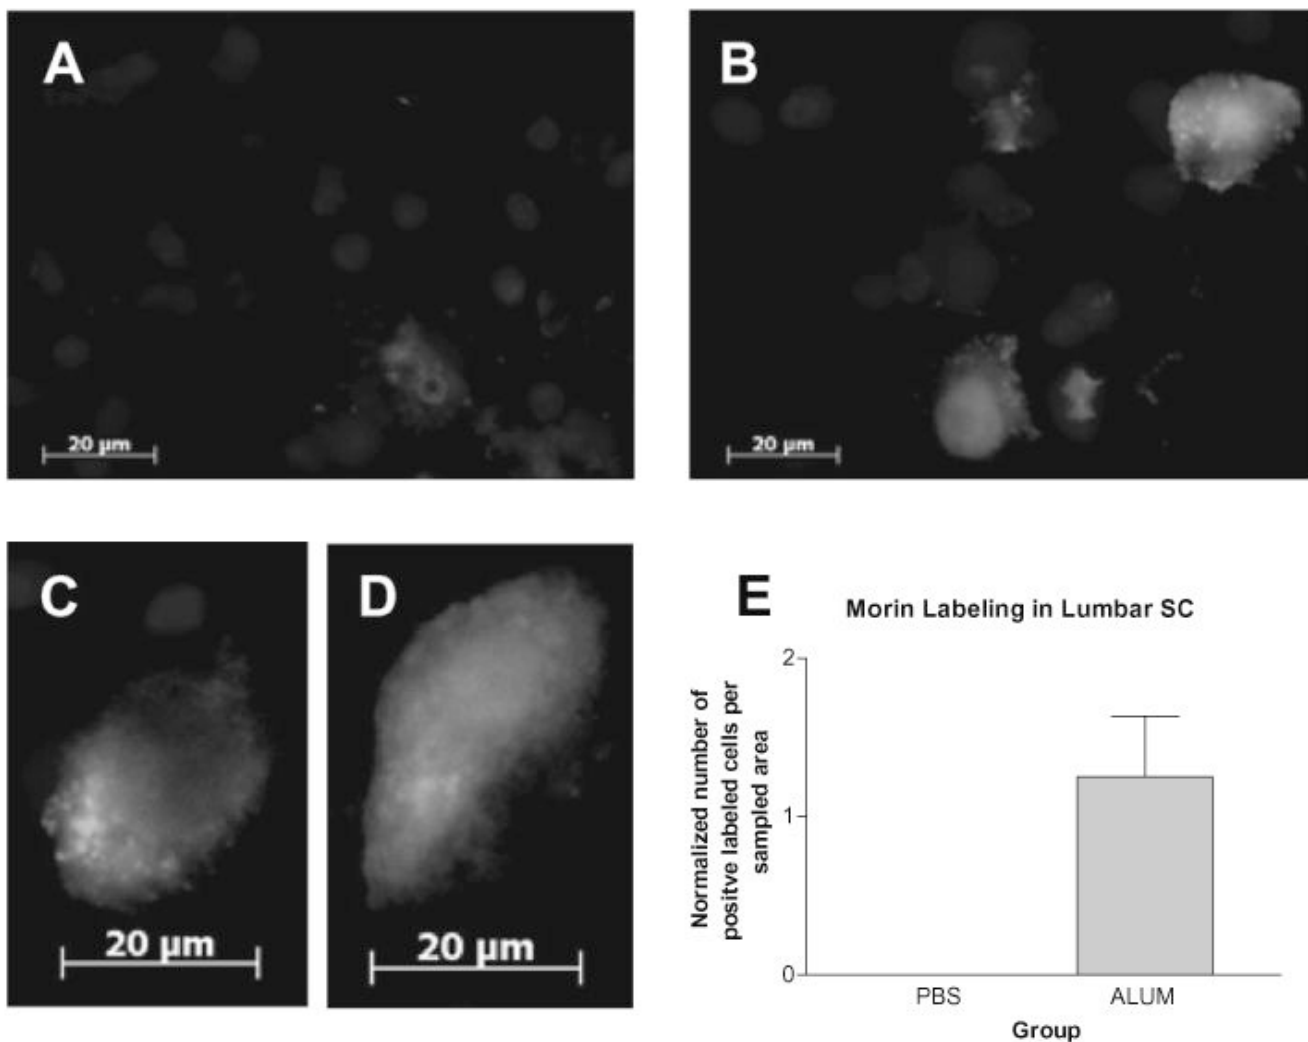 A
B
20 µm
20 µm
C
D
E
20 µm
20 µm
Morin Labeling in Lumbar SC
Normalized number of
positve labeled cells per
sampled area
2
1
0
PBS
ALUM
Group